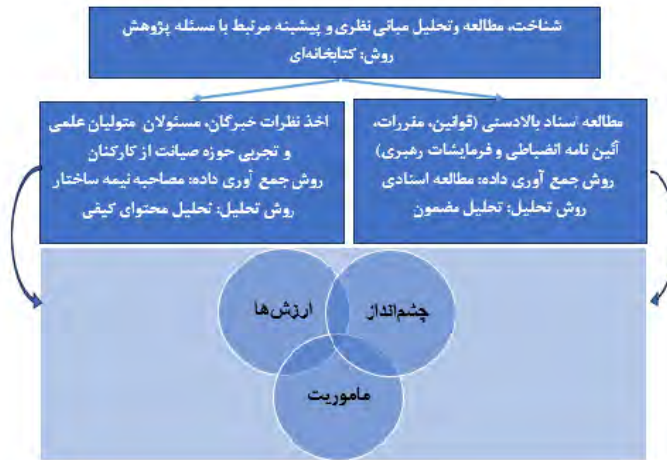 شناخت، مطالعه وتحلیل مبانی نظری و پیشینه مرتبط با مسئله پژوهش
روش: کتابخانه‌ای
مطالعه اسناد بالادستی (قوانین، مقررات،
آئین نامه انضباطی و فرمایشات رهبری)
روش جمع آوری داده: مطالعه اسنادی
روش تحلیل: تحلیل مضمون
اخذ نظرات خبرگان، مسئولان متولیان علمی
و تجربی حوزه صیانت از کارکنان
روش جمع آوری داده: مصاحبه نیمه ساختار
روش تحلیل: تحلیل محتوای کیفی
چشم‌انداز
ارزش‌ها
ماموریت